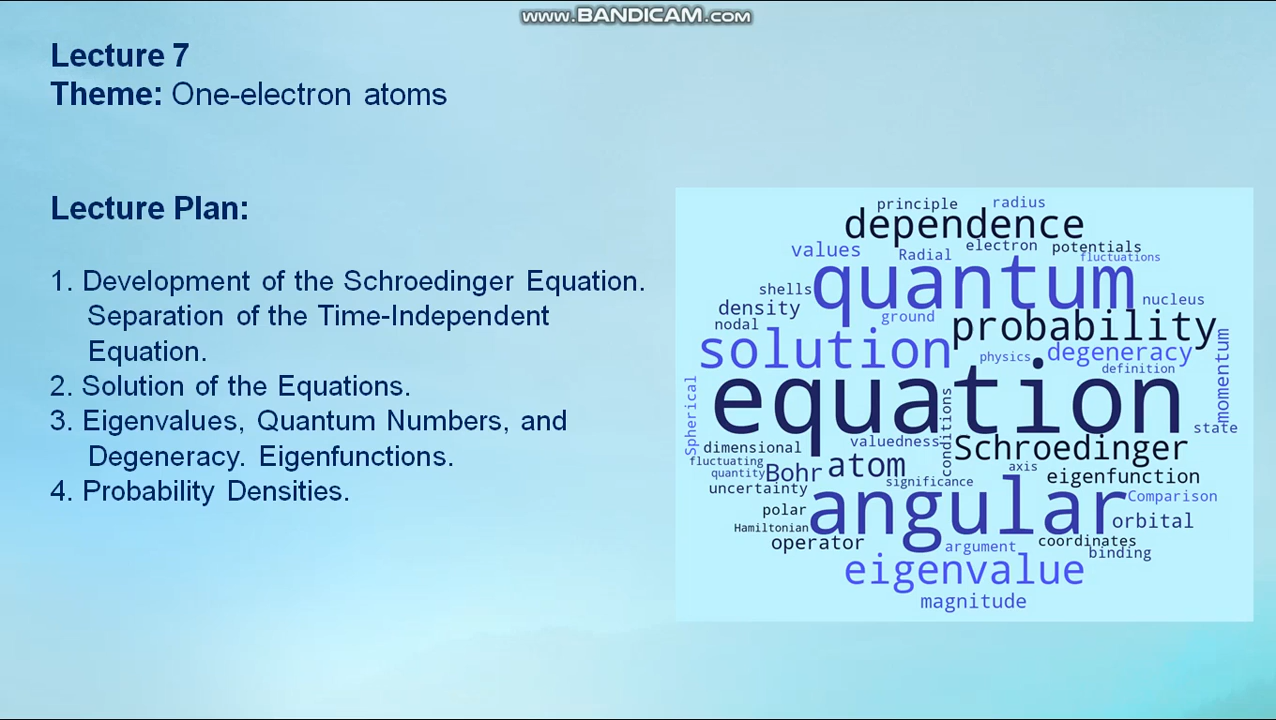 www.BANDICAM.com
Lecture 7
Theme: One-electron atoms
Lecture Plan:
1. Development of the Schroedinger Equation.
Separation of the Time-Independent
Equation.
2. Solution of the Equations.
3. Eigenvalues, Quantum Numbers, and
Degeneracy. Eigenfunctions.
4. Probability Densities.
principle radius
dependence
values Radial electron potentials
fluctuations
quantum
shells
density
nucleus
nodal
ground
probability
solution
physics
degeneracy
definition
momentum
Spherical
equation
conditions
state
dimensional
valuedness
Schroedinger
fluctuating
quantity
Bohr
atom
axis
eigenfunction
significance
uncertainty
Comparison
polar
angular
orbital
Hamiltonian
operator
argument
coordinates
binding
eigenvalue
magnitude